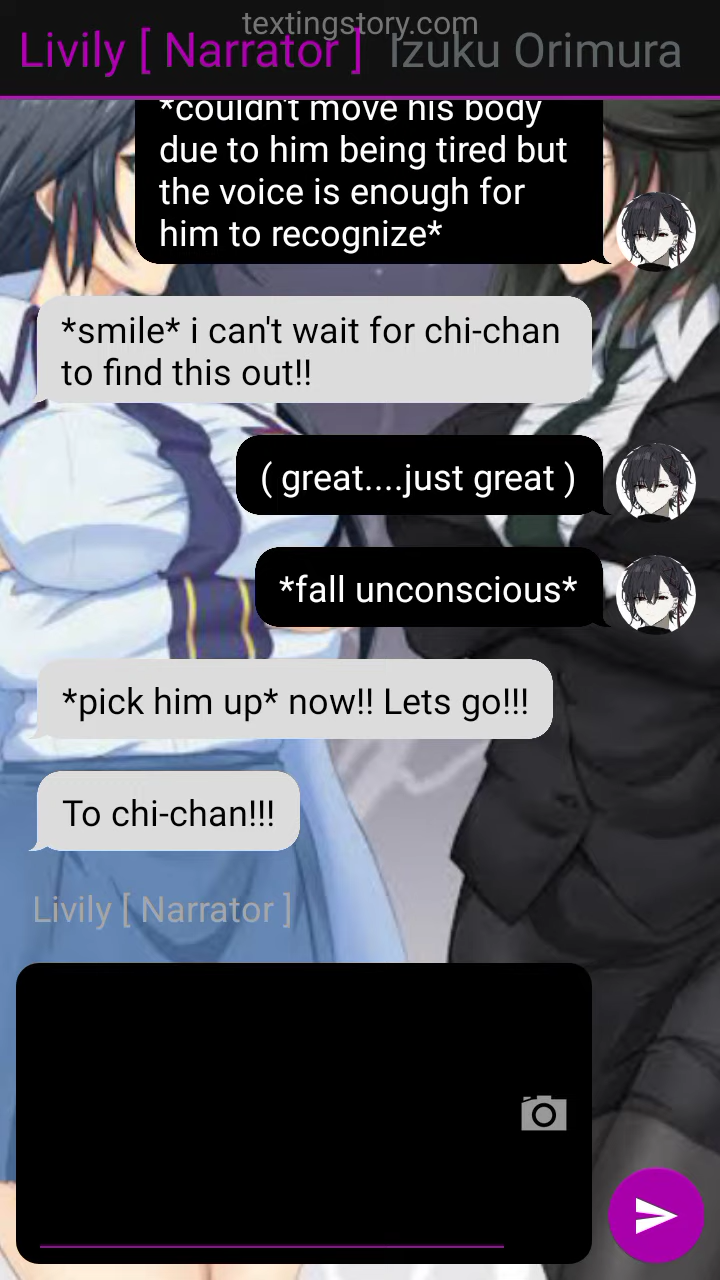 textingstory.com
Livily [ Narrator ] Izuku Orimura
*couldn't move his body
due to him being tired but
the voice is enough for
him to recognize*
*smile* i can't wait for chi-chan
to find this out!!
( great....just great )
*fall unconscious*
*pick him up* now!! Lets go!!!
To chi-chan!!!
Livily [ Narrator ]